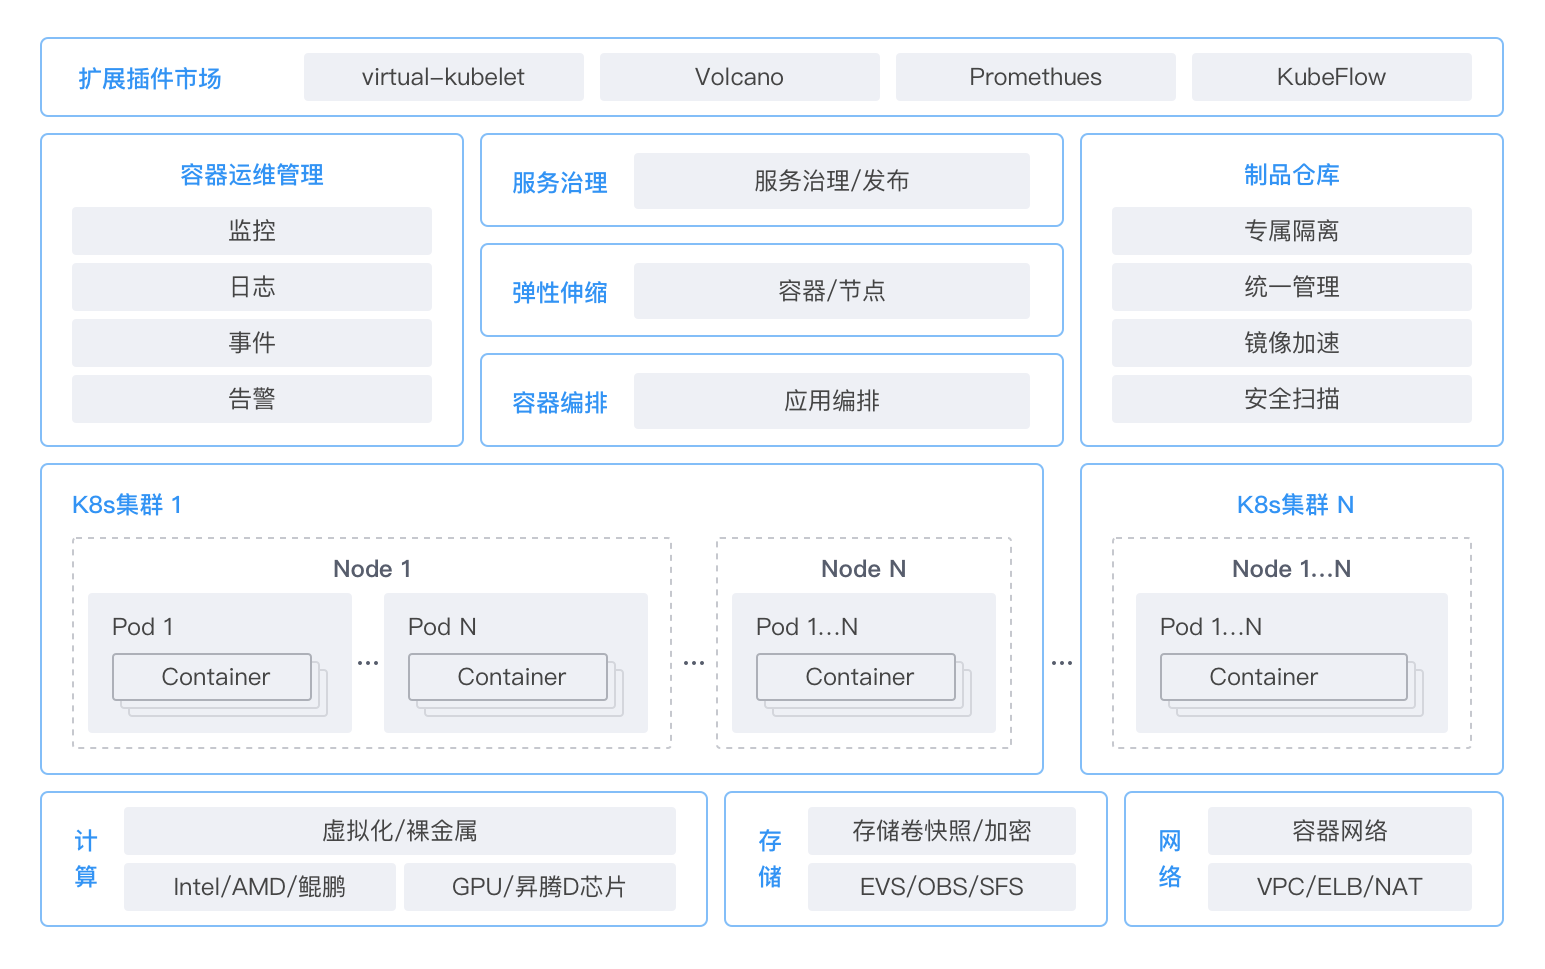 扩展插件市场
virtual-kubelet
Volcano
Promethues
KubeFlow
容器运维管理
监控
日志
事件
告警
服务治理
服务治理/发布
弹性伸缩
容器/节点
容器编排
应用编排
制品仓库
专属隔离
统一管理
镜像加速
安全扫描
K8s集群 1
Node 1
Pod 1
Container
...
Pod N
Container
...
Node N
Pod 1...N
Container
...
K8s集群 N
Node 1...N
Pod 1...N
Container
计算
虚拟化/裸金属
Intel/AMD/鲲鹏
GPU/昇腾D芯片
存储
存储卷快照/加密
EVS/OBS/SFS
网络
容器网络
VPC/ELB/NAT